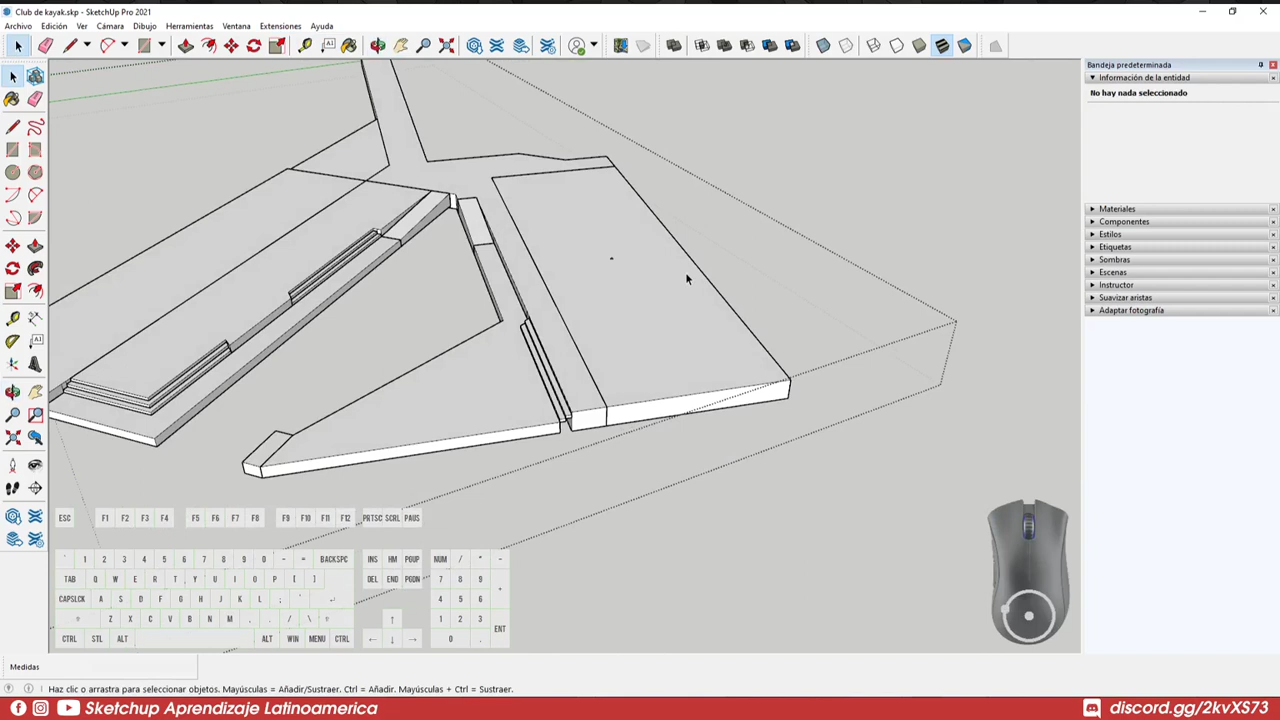 Club de kayak.skp - SketchUp Pro 2021
Archivo Edición Ver Cámara Dibujo Herramientas Ventana Extensiones Ayuda
Bandeja predeterminada
Información de la entidad
No hay nada seleccionado
Materiales
Componentes
Estilos
Etiquetas
Sombras
Escenas
Instructor
Suavizar aristas
Adaptar fotografía
ESC F1 F2 F3 F4 F5 F6 F7 F8 F9 F10 F11 F12 PRTSC SCRL PAUS
` 1 2 3 4 5 6 7 8 9 0 - = BACKSPC INS HM PGUP NUM / * -
TAB Q W E R T Y U I O P [ ] DEL END PGDN 7 8 9 +
CAPSLCK A S D F G H J K L ; ' 4 5 6
Z X C V B N M , . / \ ↑ 1 2 3 ENT
CTRL STL ALT ALT WIN MENU CTRL ← ↓ → 0 .
Medidas
Haz clic o arrastra para seleccionar objetos. Mayúsculas = Añadir/Sustraer. Ctrl = Añadir. Mayúsculas + Ctrl = Sustraer.
Sketchup Aprendizaje Latinoamerica
discord.gg/2kvXS73